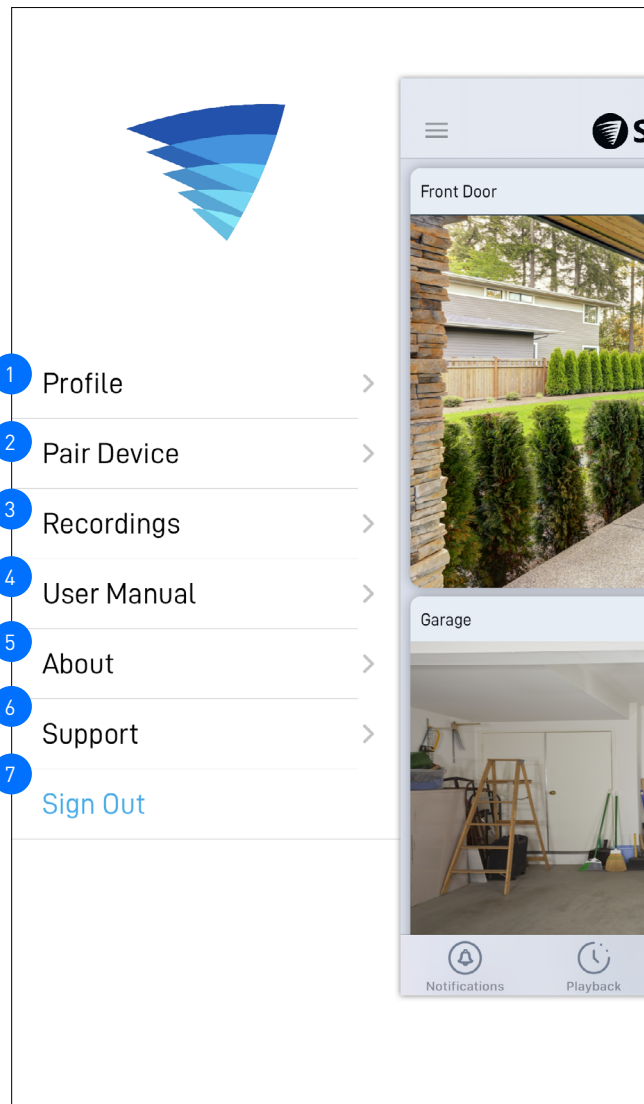 S
Front Door
1
Profile
2
Pair Device
3
Recordings
4
User Manual
5
About
6
Support
7
Sign Out
Garage
Notifications
Playback